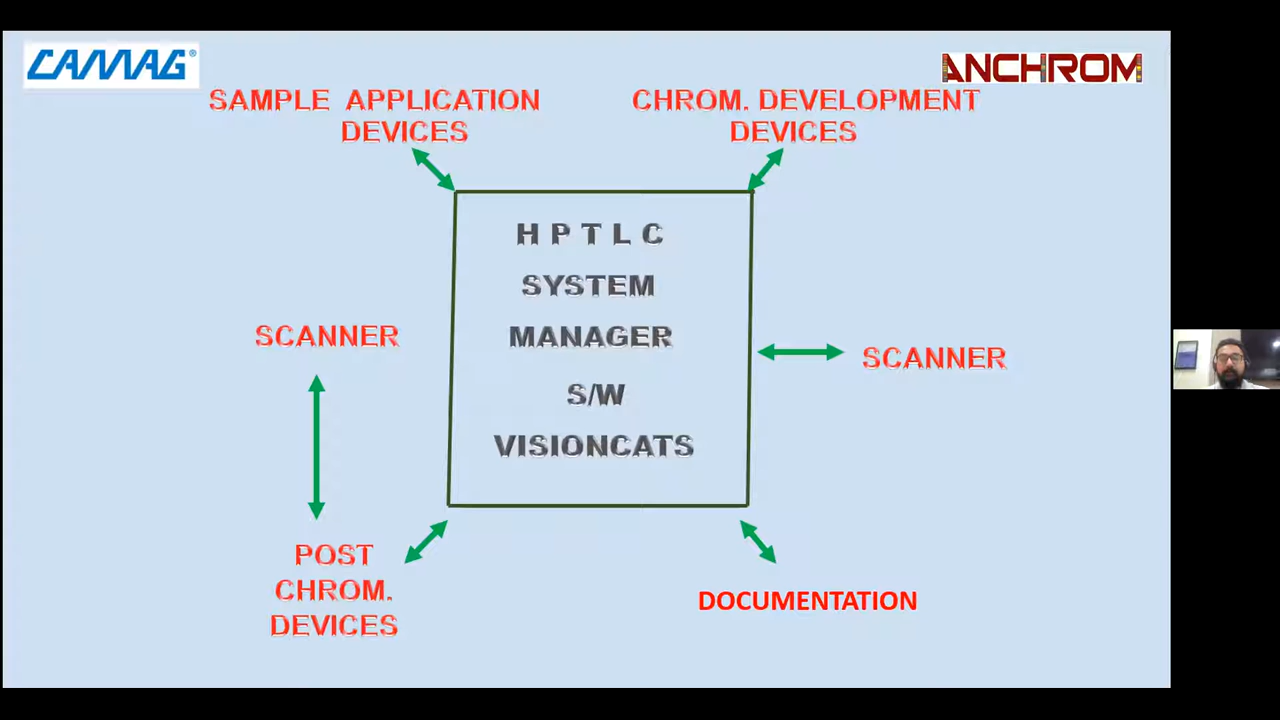 CAMAG®
ANCHROM
SAMPLE APPLICATION
DEVICES
CHROM. DEVELOPMENT
DEVICES
H P T L C
SYSTEM
MANAGER
S/W
VISIONCATS
SCANNER
SCANNER
POST
CHROM.
DEVICES
DOCUMENTATION